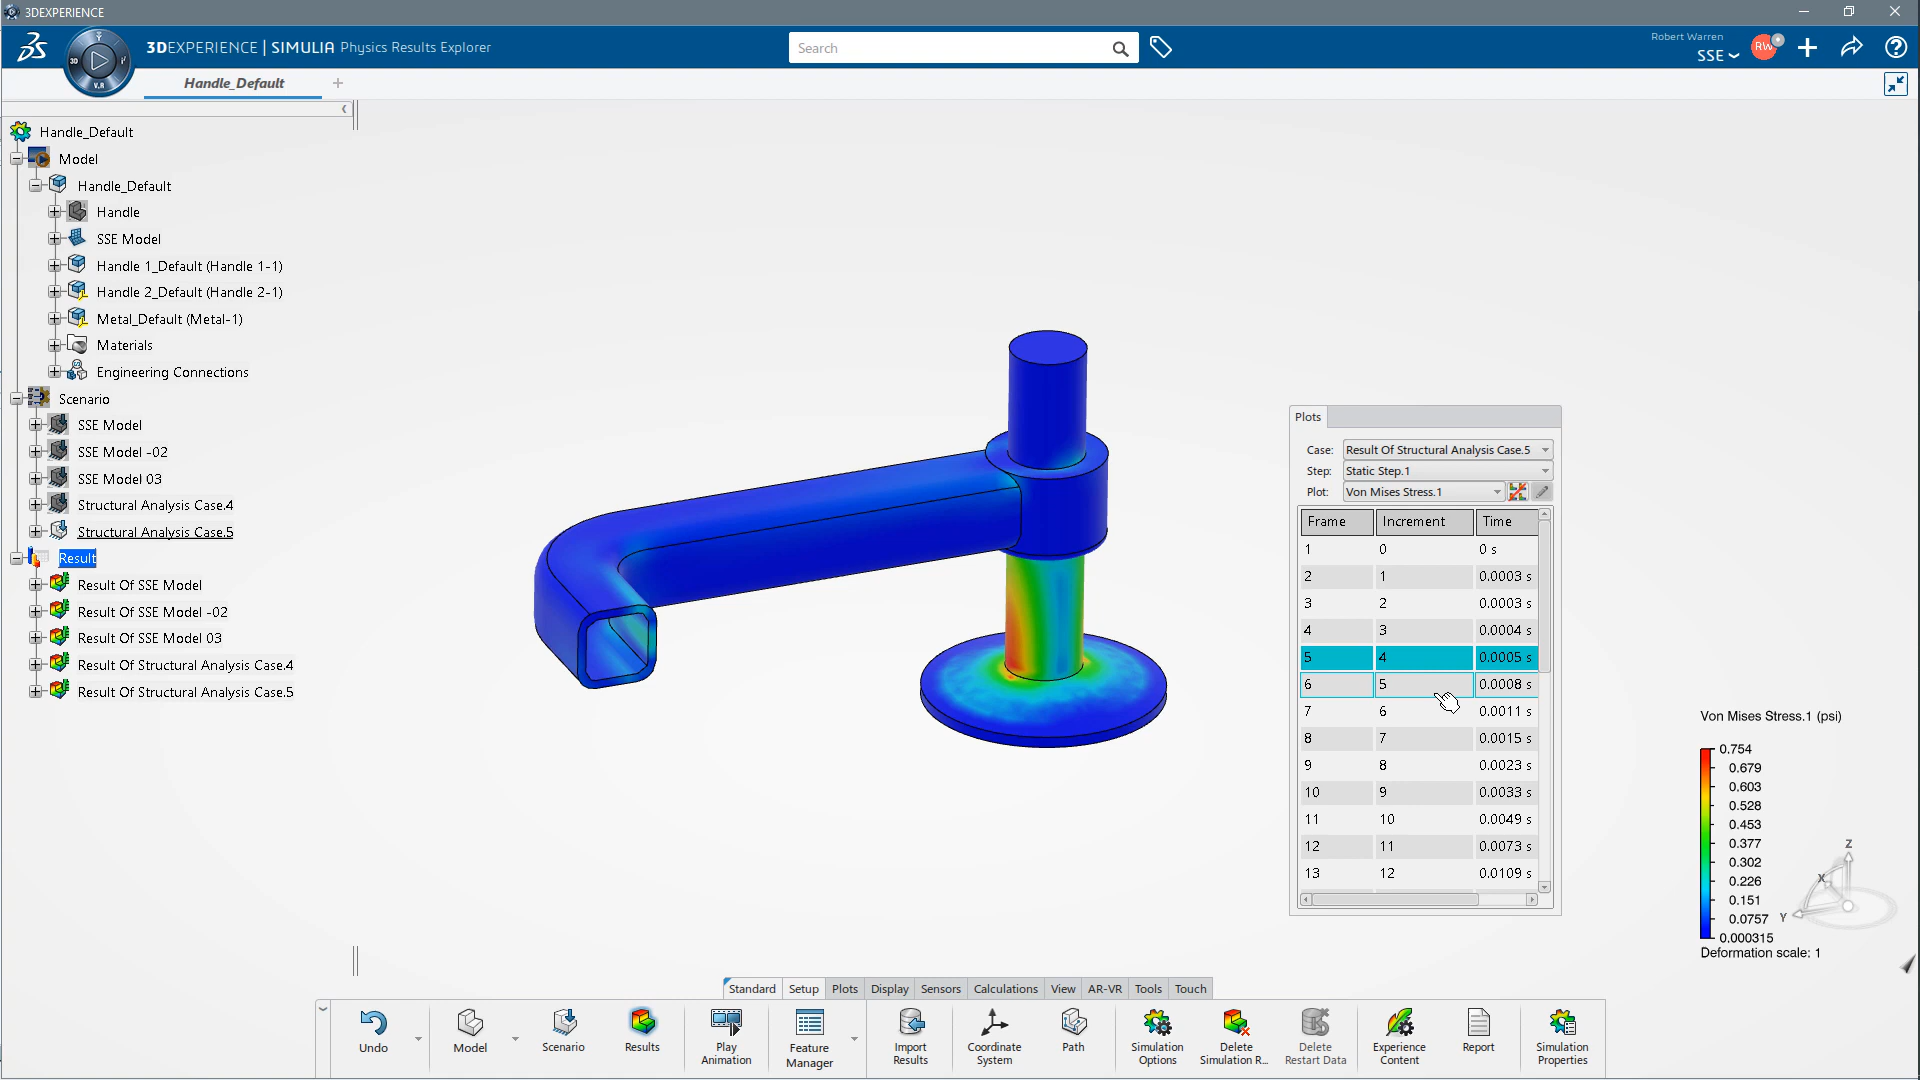 3DEXPERIENCE
3DEXPERIENCE | SIMULIA Physics Results Explorer
Search
Robert Warren
SSE
RW
3D
V.R
Handle_Default
Handle_Default
Model
Handle_Default
Handle
SSE Model
Handle 1_Default (Handle 1-1)
Handle 2_Default (Handle 2-1)
Metal_Default (Metal-1)
Materials
Engineering Connections
Scenario
SSE Model
SSE Model -02
SSE Model 03
Structural Analysis Case.4
Structural Analysis Case.5
Result
Result Of SSE Model
Result Of SSE Model -02
Result Of SSE Model 03
Result Of Structural Analysis Case.4
Result Of Structural Analysis Case.5
Plots
Case: Result Of Structural Analysis Case.5
Step: Static Step.1
Plot: Von Mises Stress.1
Frame Increment Time
1 0 0 s
2 1 0.0003 s
3 2 0.0003 s
4 3 0.0004 s
5 4 0.0005 s
6 5 0.0008 s
7 6 0.0011 s
8 7 0.0015 s
9 8 0.0023 s
10 9 0.0033 s
11 10 0.0049 s
12 11 0.0073 s
13 12 0.0109 s
Von Mises Stress.1 (psi)
0.754
0.679
0.603
0.528
0.453
0.377
0.302
0.226
0.151
0.0757
0.000315
Deformation scale: 1
Z
X
Y
Standard Setup Plots Display Sensors Calculations View AR-VR Tools Touch
Undo
Model
Scenario
Results
Play Animation
Feature Manager
Import Results
Coordinate System
Path
Simulation Options
Delete Simulation R...
Delete Restart Data
Experience Content
Report
Simulation Properties